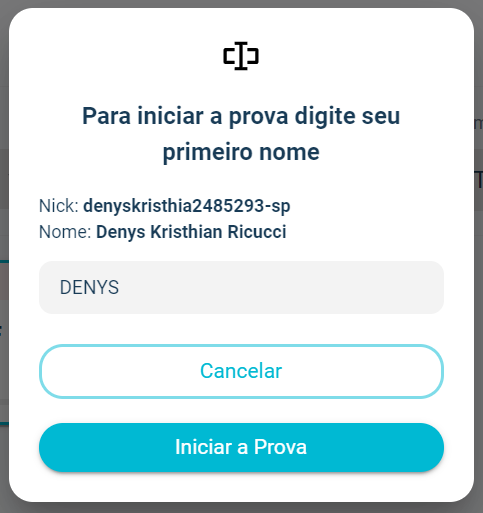 Para iniciar a prova digite seu
primeiro nome
Nick: denyskristhia2485293-sp
Nome: Denys Kristhian Ricucci
DENYS
Cancelar
Iniciar a Prova